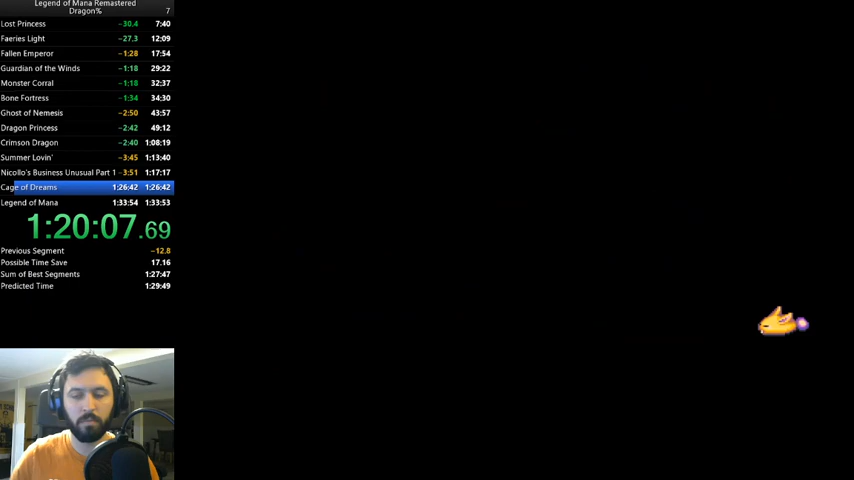 Legend of Mana Remastered
Dragon% 7
Lost Princess -30.4 7:40
Faeries Light -27.3 12:09
Fallen Emperor -1:28 17:54
Guardian of the Winds -1:18 29:22
Monster Corral -1:18 32:37
Bone Fortress -1:34 34:30
Ghost of Nemesis -2:50 43:57
Dragon Princess -2:42 49:12
Crimson Dragon -2:40 1:08:19
Summer Lovin' -3:45 1:13:40
Nicollo's Business Unusual Part 1 -3:51 1:17:17
Cage of Dreams 1:26:42 1:26:42
Legend of Mana 1:33:54 1:33:53
1:20:07.69
Previous Segment -12.8
Possible Time Save 17.16
Sum of Best Segments 1:27:47
Predicted Time 1:29:49